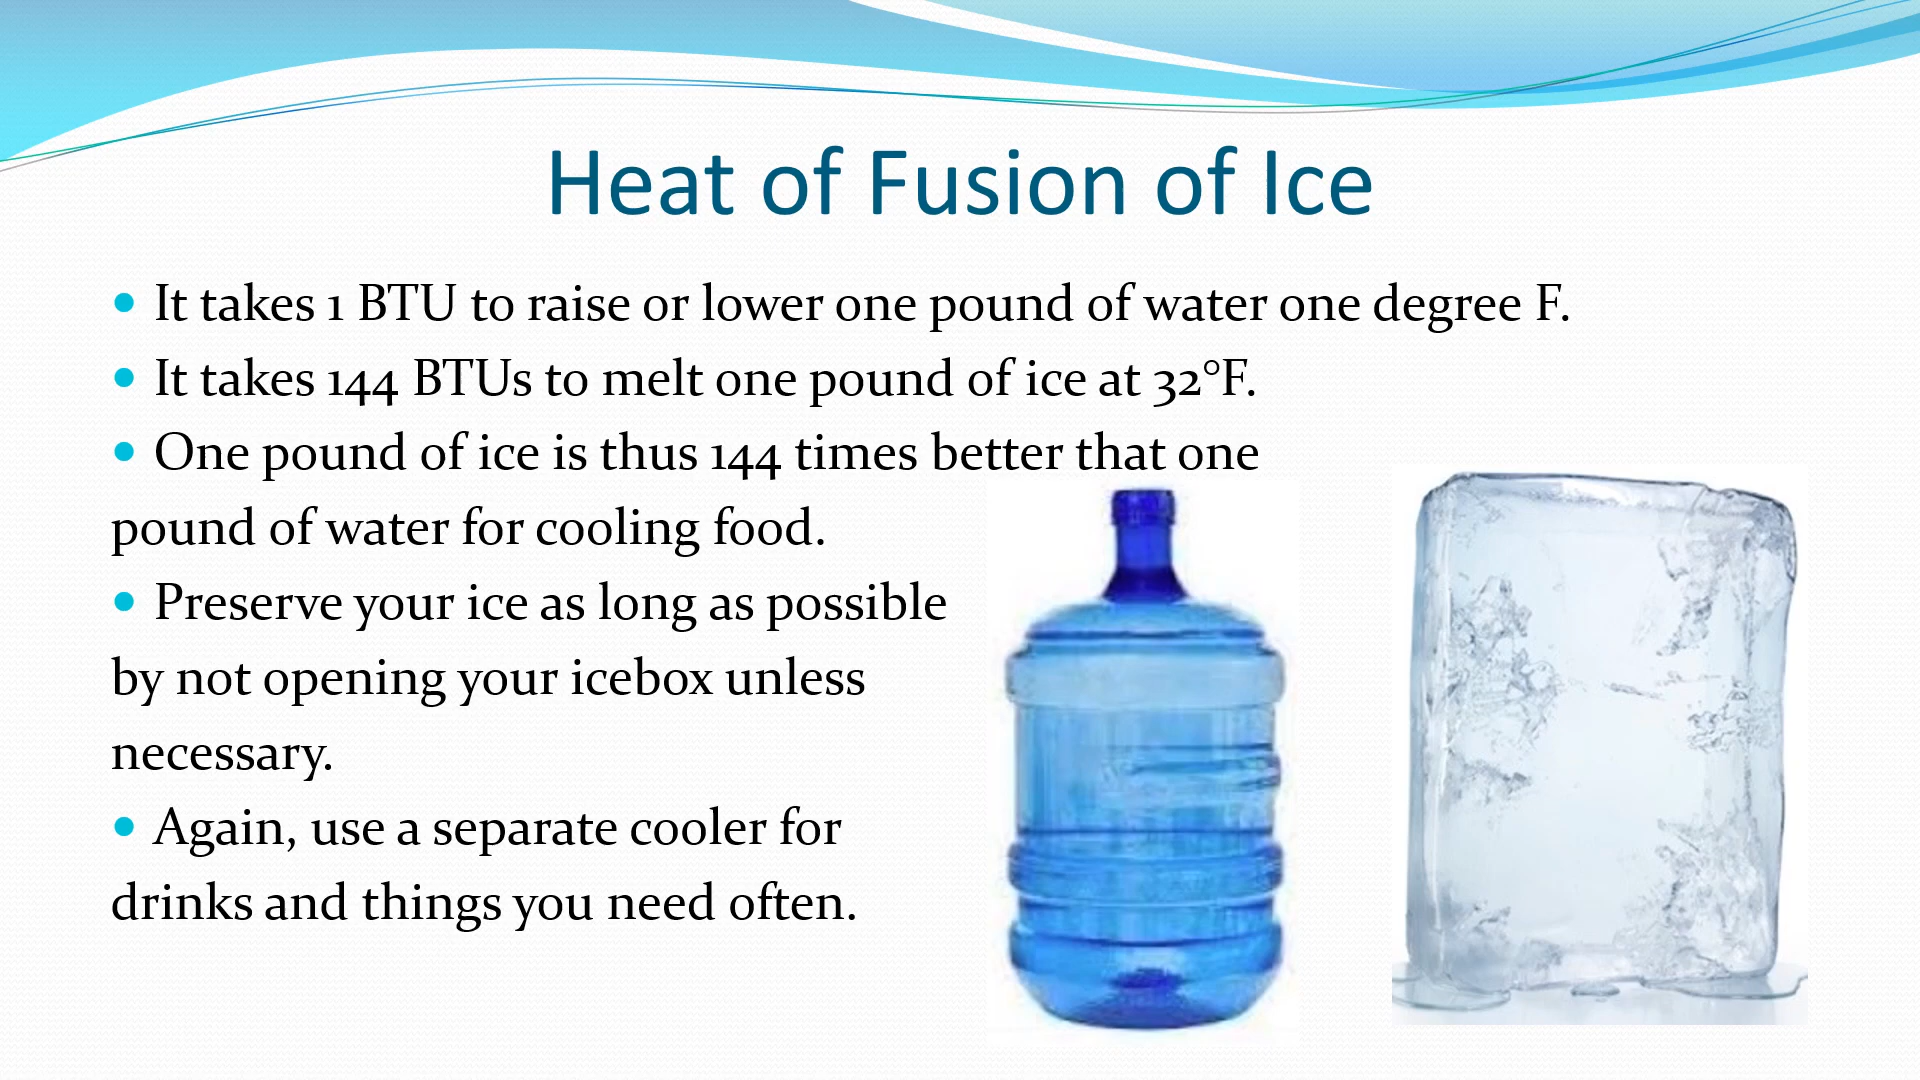 Heat of Fusion of Ice
• It takes 1 BTU to raise or lower one pound of water one degree F.
• It takes 144 BTUs to melt one pound of ice at 32°F.
• One pound of ice is thus 144 times better that one
pound of water for cooling food.
• Preserve your ice as long as possible
by not opening your icebox unless
necessary.
• Again, use a separate cooler for
drinks and things you need often.